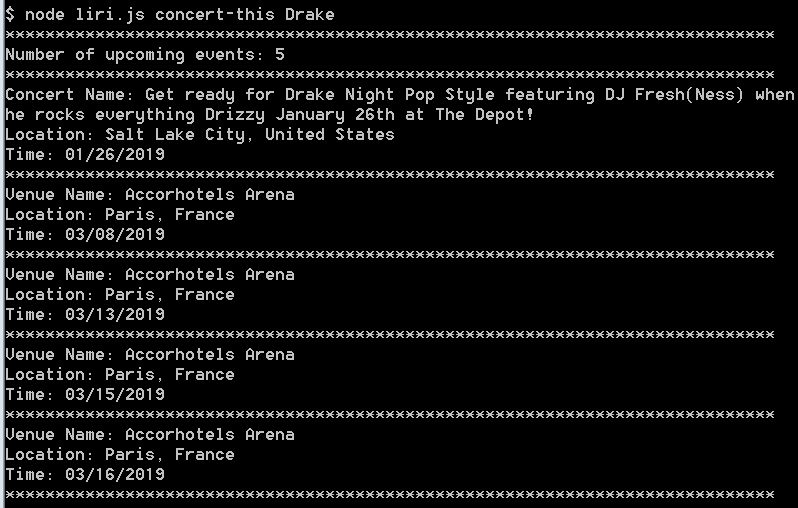 $ node liri.js concert-this Drake
*****************************************************************************
Number of upcoming events: 5
*****************************************************************************
Concert Name: Get ready for Drake Night Pop Style featuring DJ Fresh(Ness) when
he rocks everything Drizzy January 26th at The Depot!
Location: Salt Lake City, United States
Time: 01/26/2019
*****************************************************************************
Venue Name: Accorhotels Arena
Location: Paris, France
Time: 03/08/2019
*****************************************************************************
Venue Name: Accorhotels Arena
Location: Paris, France
Time: 03/13/2019
*****************************************************************************
Venue Name: Accorhotels Arena
Location: Paris, France
Time: 03/15/2019
*****************************************************************************
Venue Name: Accorhotels Arena
Location: Paris, France
Time: 03/16/2019
*****************************************************************************